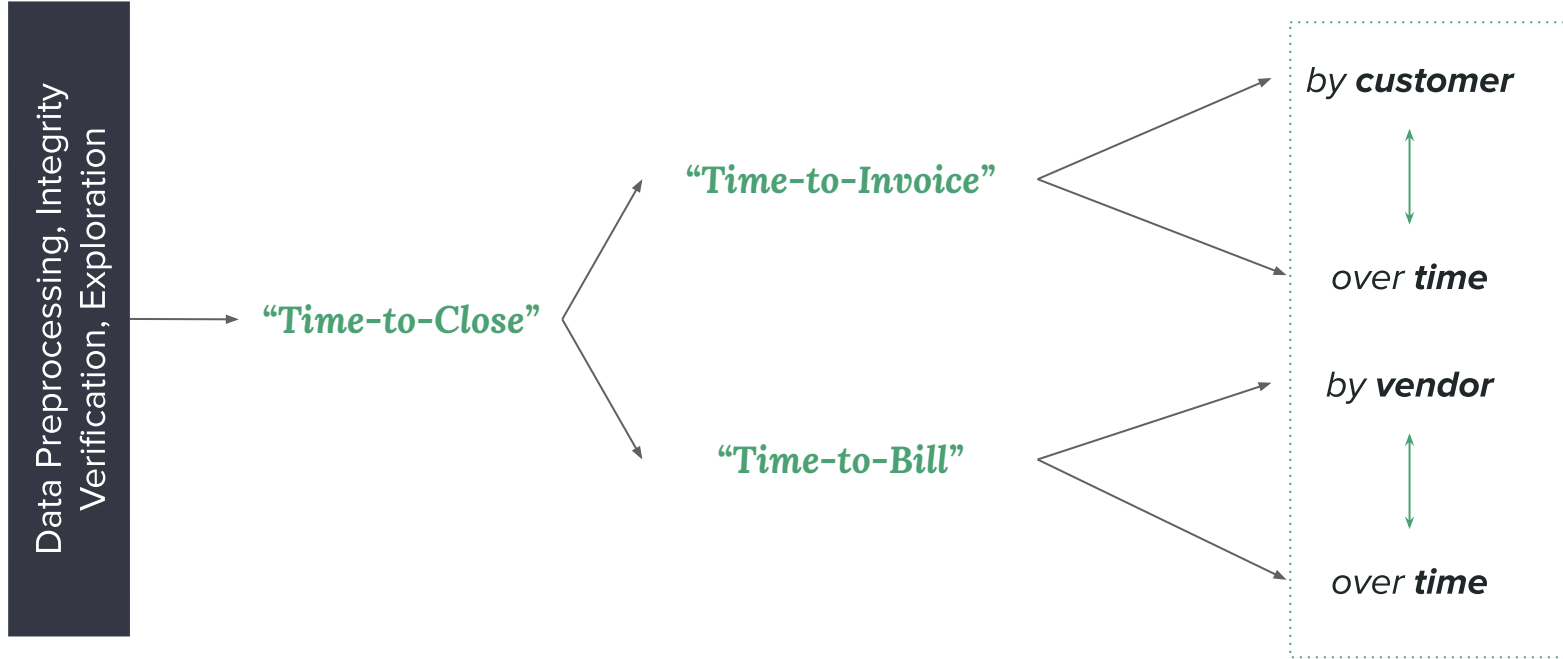 Data Preprocessing, Integrity
Verification, Exploration
“Time-to-Close”
“Time-to-Invoice”
“Time-to-Bill”
by customer
over time
by vendor
over time